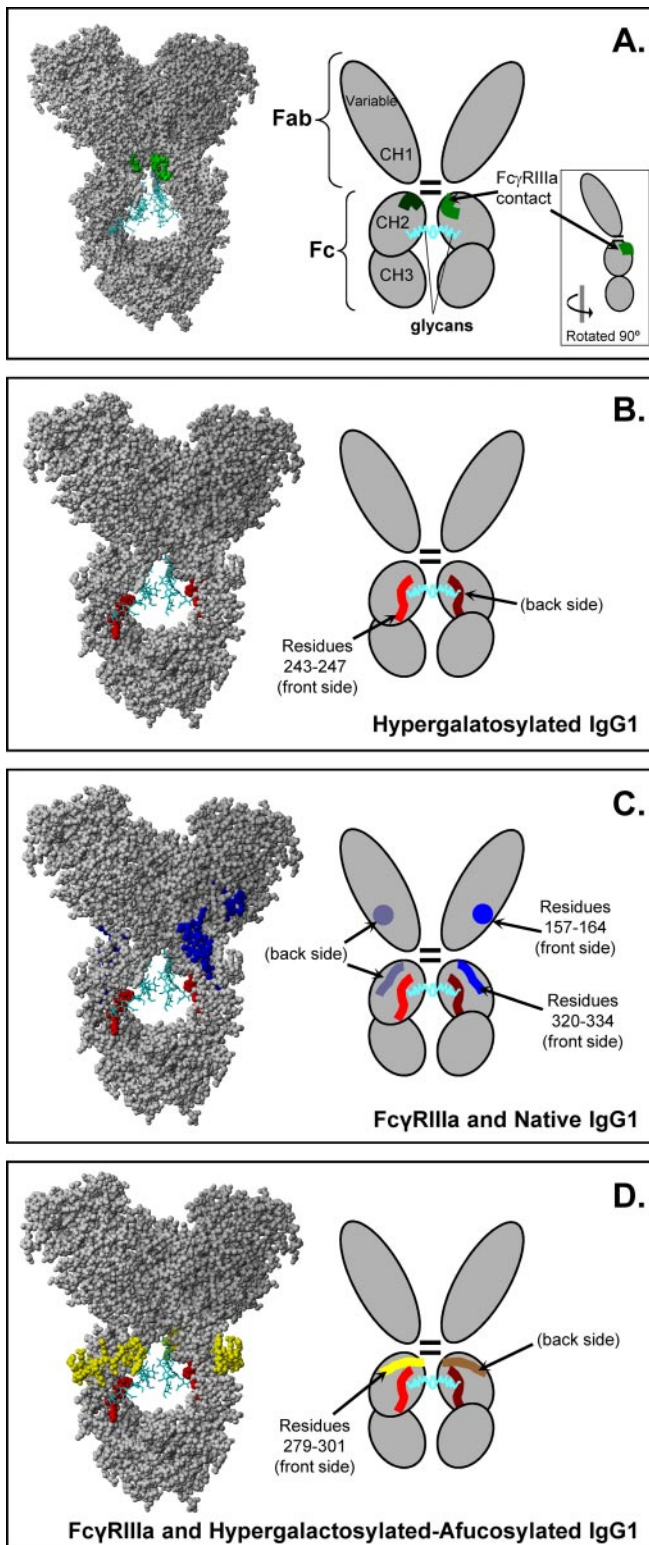 A.
Fab
Variable
CH1
FcγRIIIa
contact
CH2
Fc
CH3
glycans
Rotated 90º
B.
(back side)
Residues
243-247
(front side)
Hypergalatosylated IgG1
C.
Residues
157-164
(front side)
(back side)
Residues
320-334
(front side)
FcγRIIIa and Native IgG1
D.
(back side)
Residues
279-301
(front side)
FcγRIIIa and Hypergalactosylated-Afucosylated IgG1